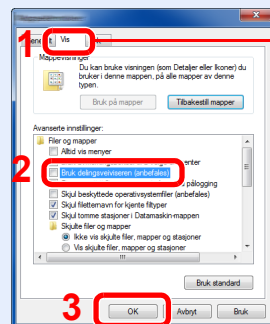 1
Vis
Mappevisninger
Du kan bruke visningen (som Detaljer eller Ikoner) du
bruker i denne mappen, på alle mapper av denne
typen.
Bruk på mapper
Tilbakestill mapper
Avanserte innstillinger:
Filer og mapper
Alltid vis menyer
2
Bruk delingsveiviseren (anbefales)
pålogging
Skjul beskyttede operativsystemfiler (anbefales)
Skjul filetternavn for kjente filtyper
Skjul tomme stasjoner i Datamaskin-mappen
Skjulte filer og mapper
Ikke vis skjulte filer, mapper og stasjoner
Vis skjulte filer, mapper og stasjoner
Bruk standard
3
OK
Avbryt
Bruk